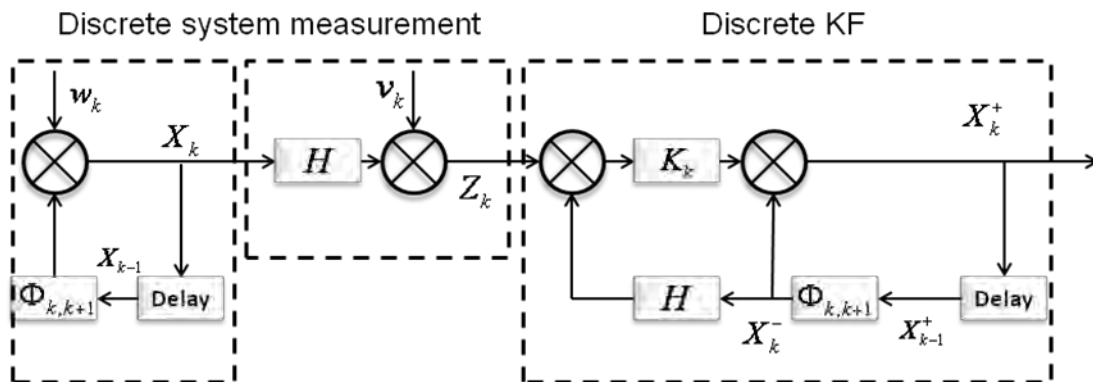 Discrete system measurement
Discrete KF
w_k
X_k
Φ_{k,k+1}
X_{k-1}
Delay
H
v_k
Z_k
K_k
X_k^+
H
X_k^-
Φ_{k,k+1}
X_{k-1}^+
Delay